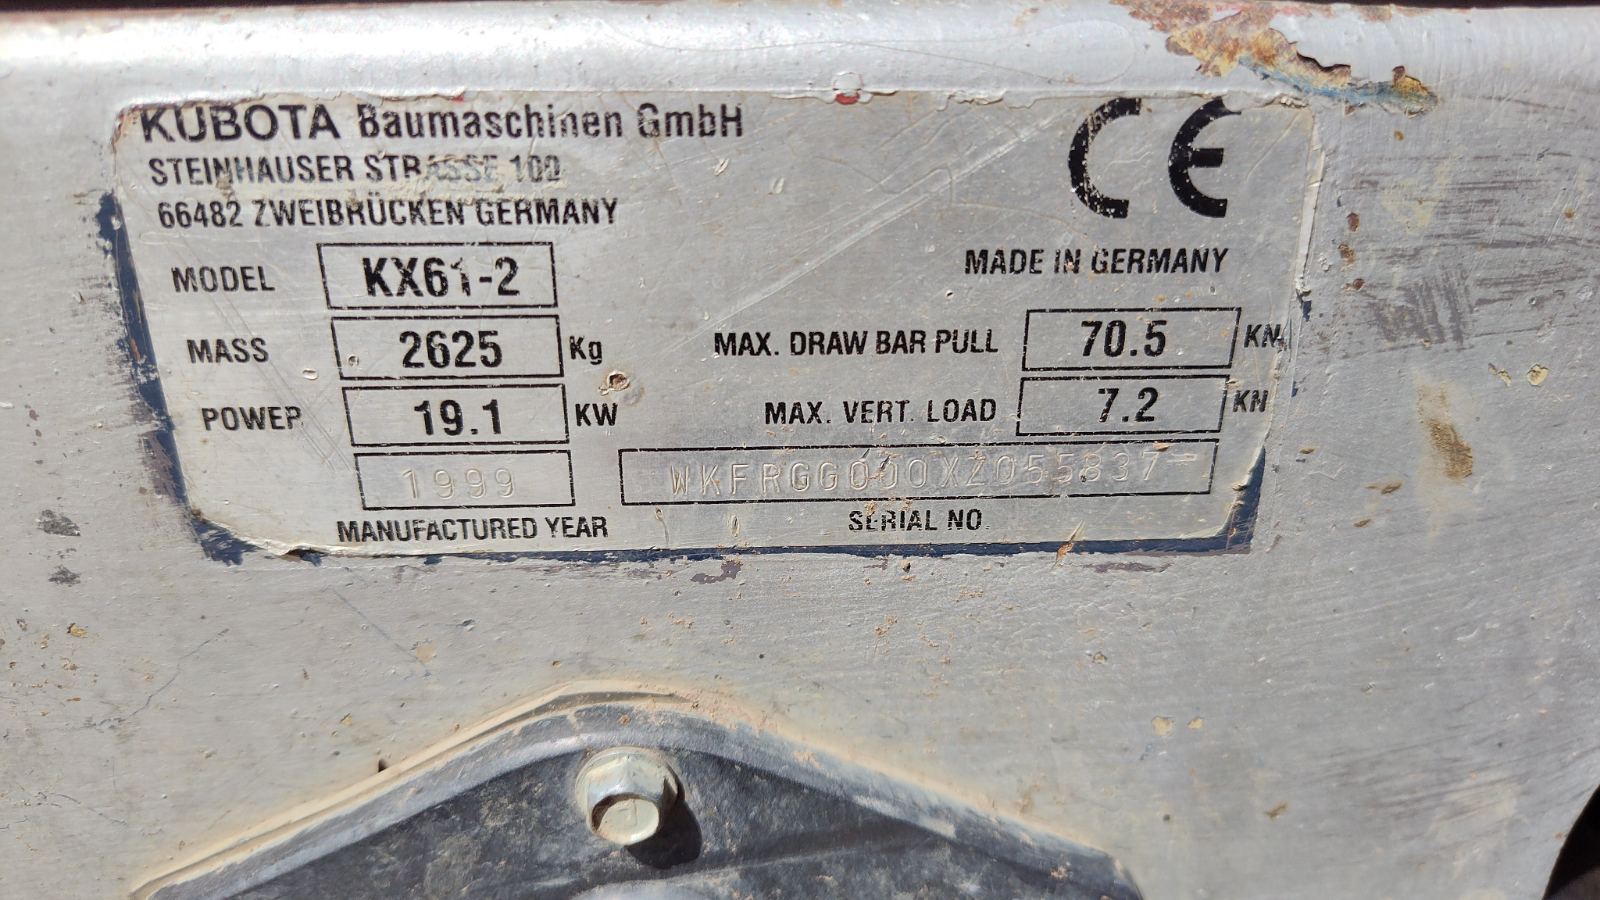 KUBOTA Baumaschinen GmbH
STEINHAUSER STRASSE 100
66482 ZWEIBRÜCKEN GERMANY
CE
MADE IN GERMANY
MODEL KX61-2
MASS 2625 Kg
MAX. DRAW BAR PULL 70.5 KN
POWER 19.1 KW
MAX. VERT. LOAD 7.2 KN
1999
WKFRGG000XZ055837
MANUFACTURED YEAR
SERIAL NO.